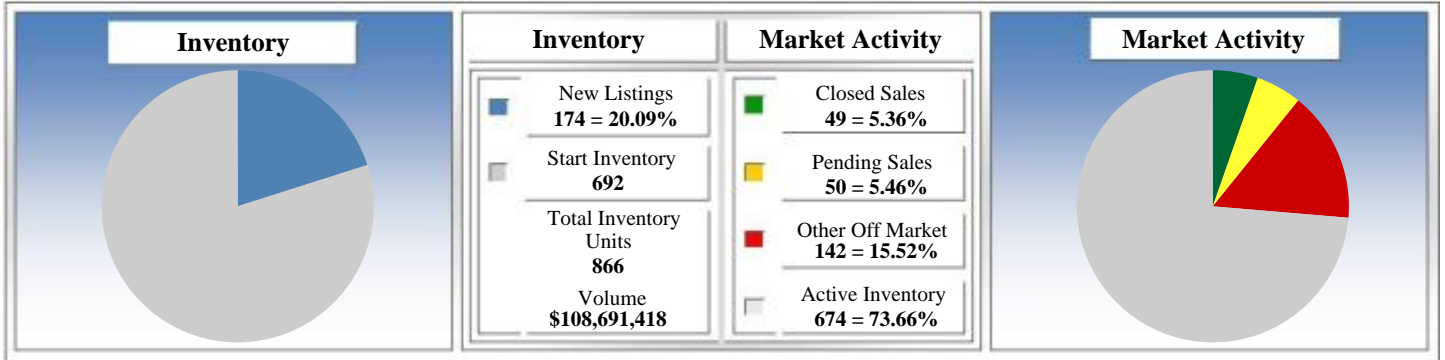 Inventory
Inventory
Market Activity
New Listings
174 = 20.09%
Start Inventory
692
Total Inventory
Units
866
Volume
$108,691,418
Closed Sales
49 = 5.36%
Pending Sales
50 = 5.46%
Other Off Market
142 = 15.52%
Active Inventory
674 = 73.66%
Market Activity